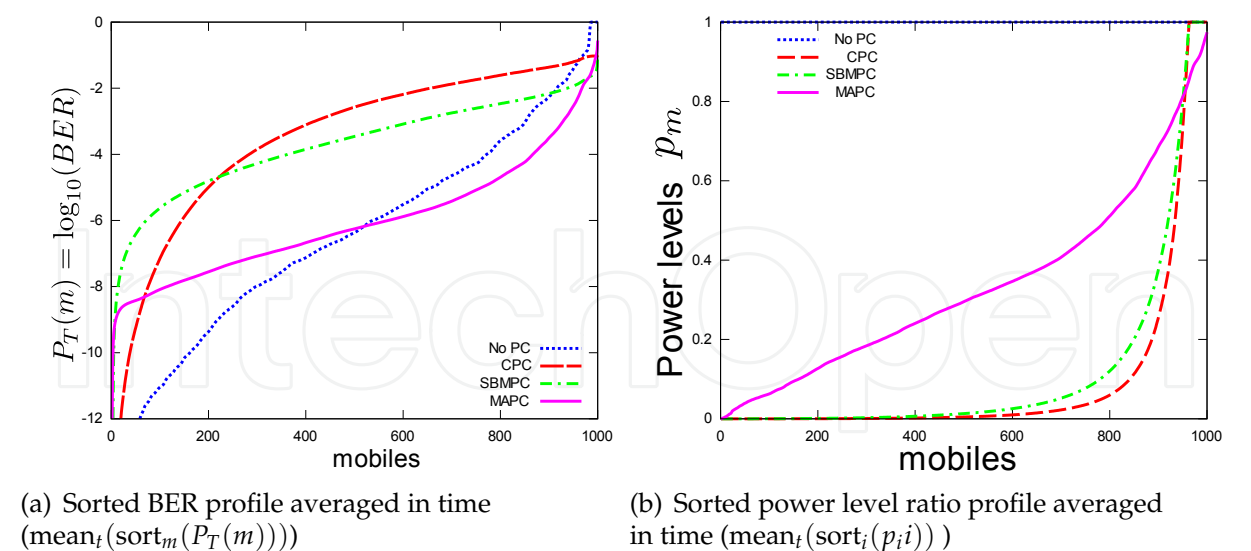 0
-2
-4
-6
-8
-10
-12
P_T(m) = log_10(BER)
No PC
CPC
SBMPC
MAPC
0 200 400 600 800 1000
mobiles
(a) Sorted BER profile averaged in time
(mean_t(sort_m(P_T(m))))
1
0.8
0.6
0.4
0.2
0
Power levels p_m
No PC
CPC
SBMPC
MAPC
0 200 400 600 800 1000
mobiles
(b) Sorted power level ratio profile averaged
in time (mean_t(sort_i(p_i i)) )
IntechOpen